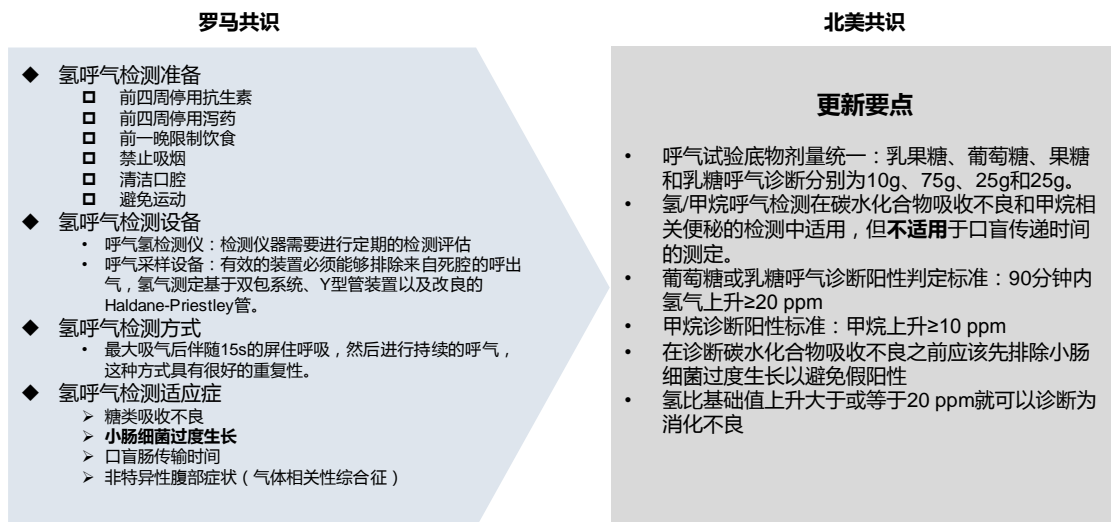 罗马共识
◆ 氢呼气检测准备
前四周停用抗生素
前四周停用泻药
前一晚限制饮食
禁止吸烟
清洁口腔
避免运动
◆ 氢呼气检测设备
• 呼气氢检测仪：检测仪器需要进行定期的检测评估
• 呼气采样设备：有效的装置必须能够排除来自死腔的呼出
气，氢气测定基于双包系统、Y型管装置以及改良的
Haldane-Priestley管。
◆ 氢呼气检测方式
• 最大吸气后伴随15s的屏住呼吸，然后进行持续的呼气，
这种方式具有很好的重复性。
◆ 氢呼气检测适应症
➢ 糖类吸收不良
➢ 小肠细菌过度生长
➢ 口盲肠传输时间
➢ 非特异性腹部症状（气体相关性综合征）
北美共识
更新要点
• 呼气试验底物剂量统一：乳果糖、葡萄糖、果糖
和乳糖呼气诊断分别为10g、75g、25g和25g。
• 氢/甲烷呼气检测在碳水化合物吸收不良和甲烷相
关便秘的检测中适用，但不适用于口盲传递时间
的测定。
• 葡萄糖或乳糖呼气诊断阳性判定标准：90分钟内
氢气上升≥20 ppm
• 甲烷诊断阳性标准：甲烷上升≥10 ppm
• 在诊断碳水化合物吸收不良之前应该先排除小肠
细菌过度生长以避免假阳性
• 氢比基础值上升大于或等于20 ppm就可以诊断为
消化不良